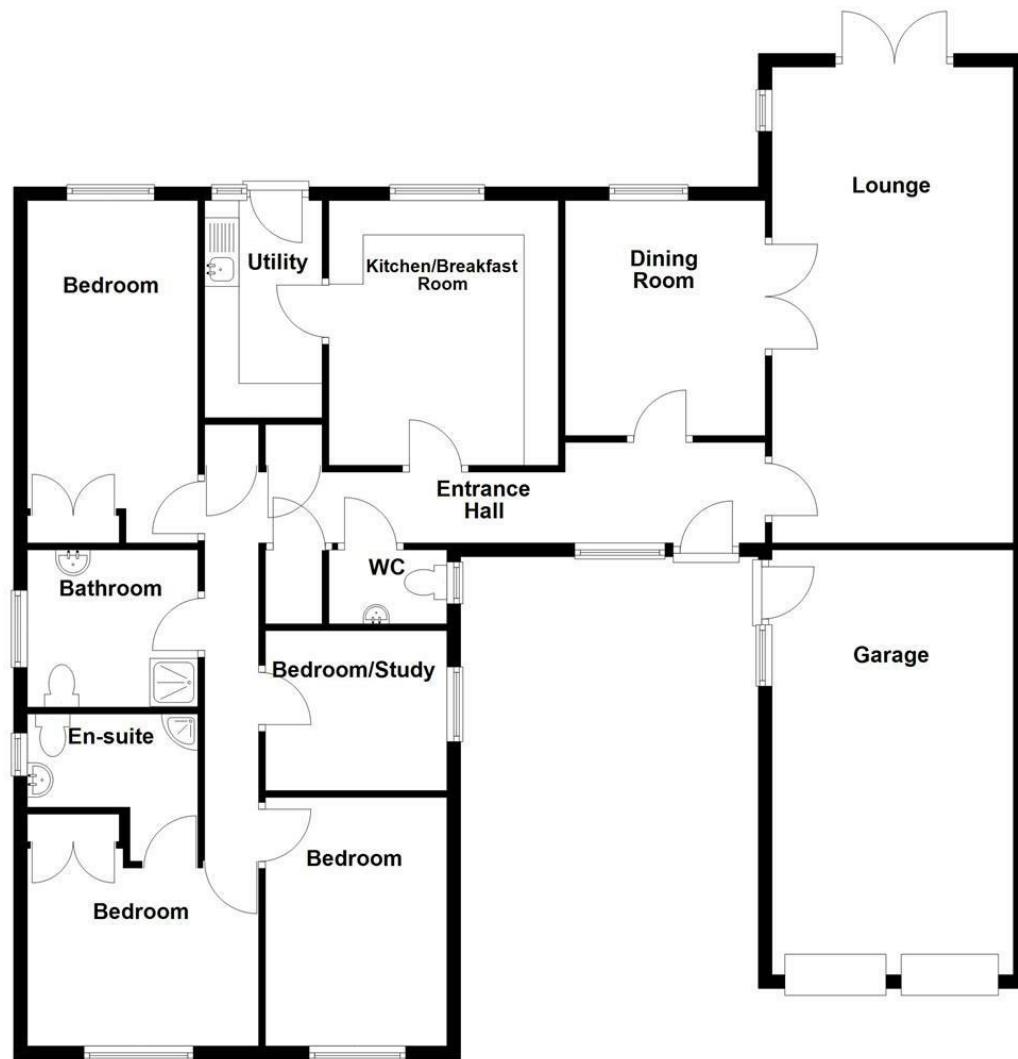 Lounge
Bedroom
Utility
Kitchen/Breakfast
Room
Dining
Room
Entrance
Hall
WC
Bathroom
Bedroom/Study
Garage
En-suite
Bedroom
Bedroom